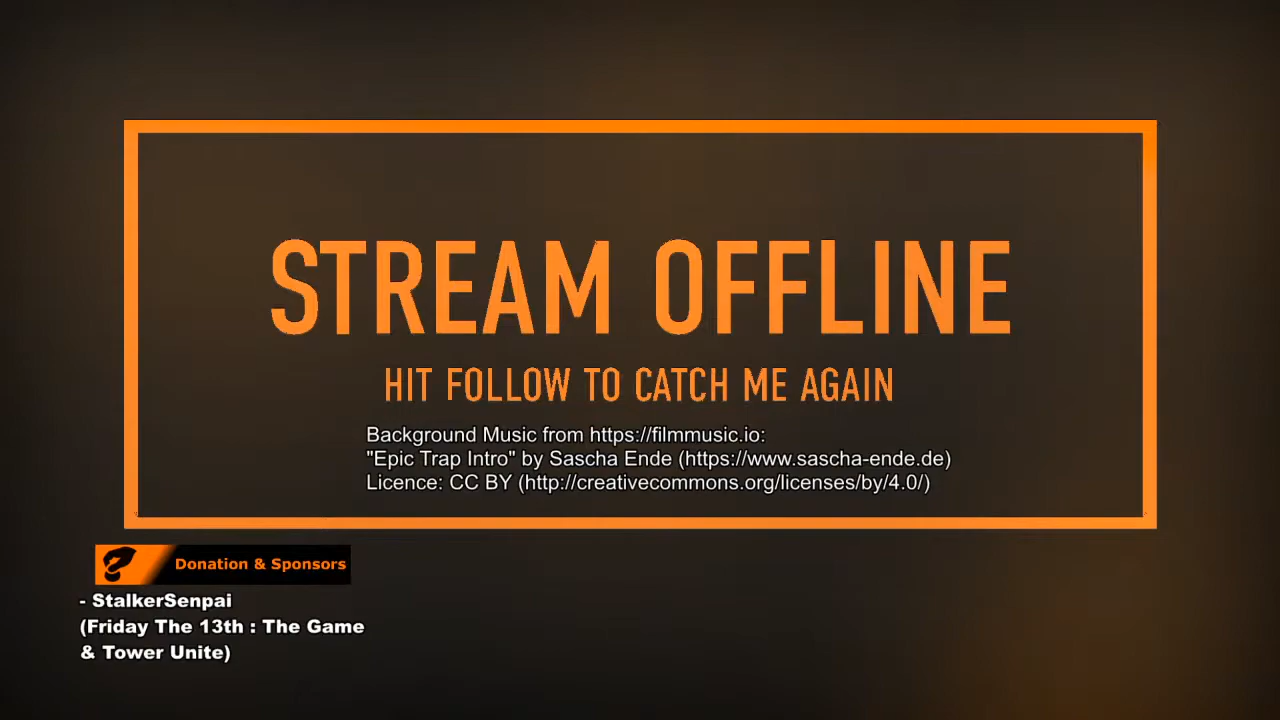 STREAM OFFLINE
HIT FOLLOW TO CATCH ME AGAIN
Background Music from https://filmmusic.io:
"Epic Trap Intro" by Sascha Ende (https://www.sascha-ende.de)
Licence: CC BY (http://creativecommons.org/licenses/by/4.0/)
Donation & Sponsors
- StalkerSenpai
(Friday The 13th : The Game
& Tower Unite)